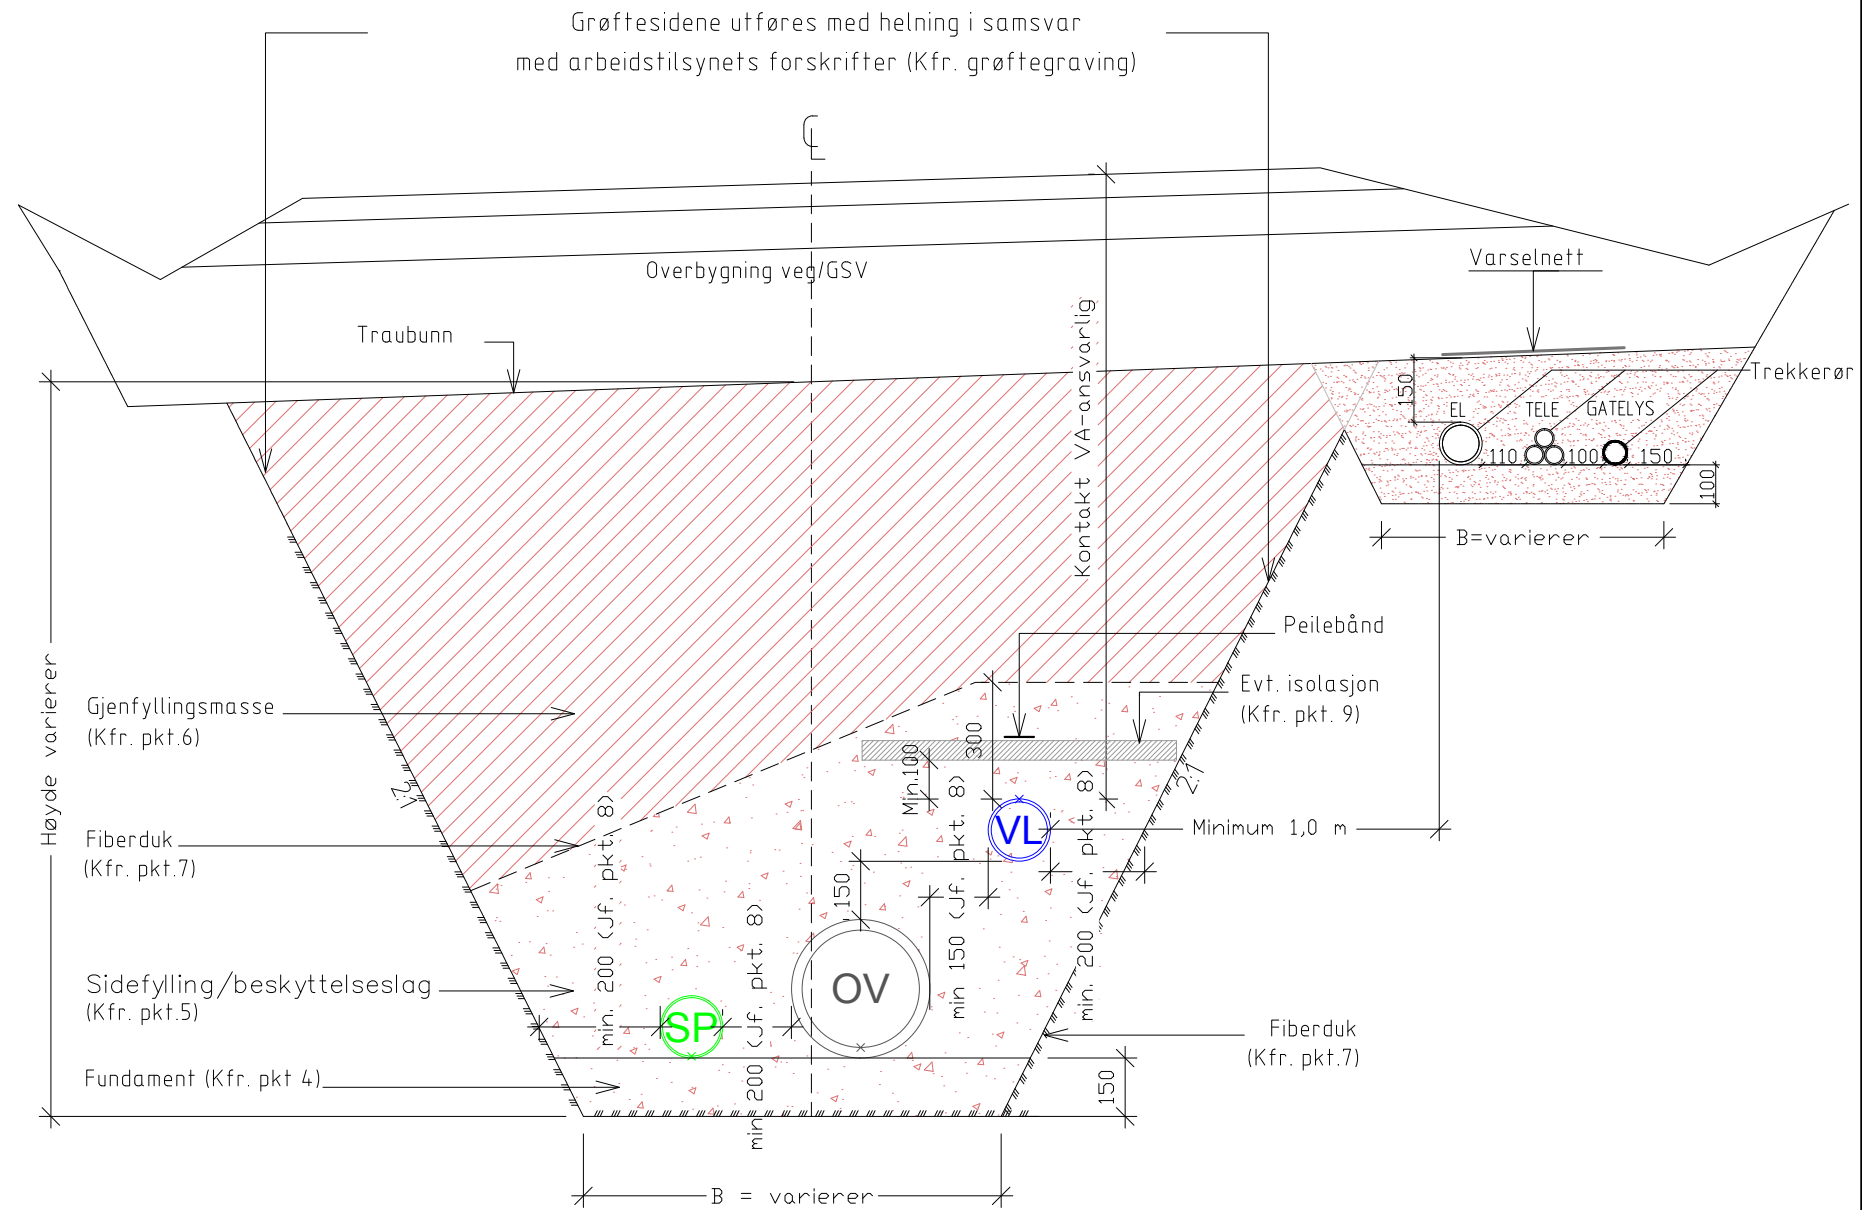 Grøftesidene utføres med helning i samsvar
med arbeidstilsynets forskrifter (Kfr. grøftegraving)
℄
Overbygning veg/GSV
Varselnett
Traubunn
Trekkerør
150
EL
TELE
GATELYS
110
100
150
100
B=varierer
Kontakt VA-ansvarlig
Peilebånd
Evt. isolasjon
(Kfr. pkt. 9)
Høyde varierer
Gjenfyllingsmasse
(Kfr. pkt.6)
2:1
2:1
300
Min.100
VL
Minimum 1,0 m
Fiberduk
(Kfr. pkt.7)
150
min. 200 (Jf. pkt. 8)
min 200 (Jf. pkt. 8)
min 150 (Jf. pkt. 8)
min. 200 (Jf. pkt. 8)
Sidefylling/beskyttelseslag
(Kfr. pkt.5)
SP
OV
Fiberduk
(Kfr. pkt.7)
Fundament (Kfr. pkt 4)
150
B = varierer